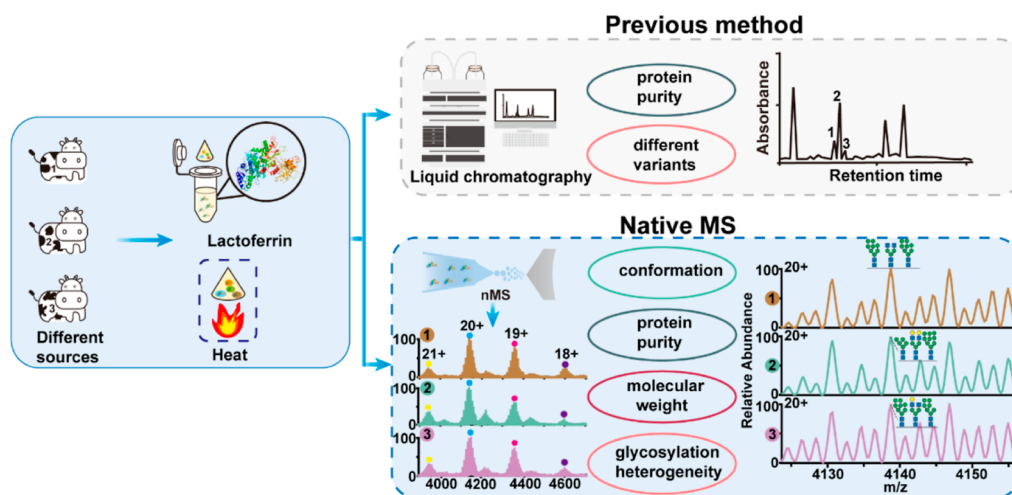 Previous method
protein
purity
different
variants
Liquid chromatography
Absorbance
1
2
3
Retention time
1
2
3
Different
sources
Lactoferrin
Heat
Native MS
nMS
conformation
protein
purity
molecular
weight
glycosylation
heterogeneity
1
100
0
21+
20+
19+
18+
2
100
0
3
100
0
4000 4200 4400 4600
Relative Abundance
100
20+
1
0
100
20+
2
0
100
20+
3
0
4130 4140 4150
m/z